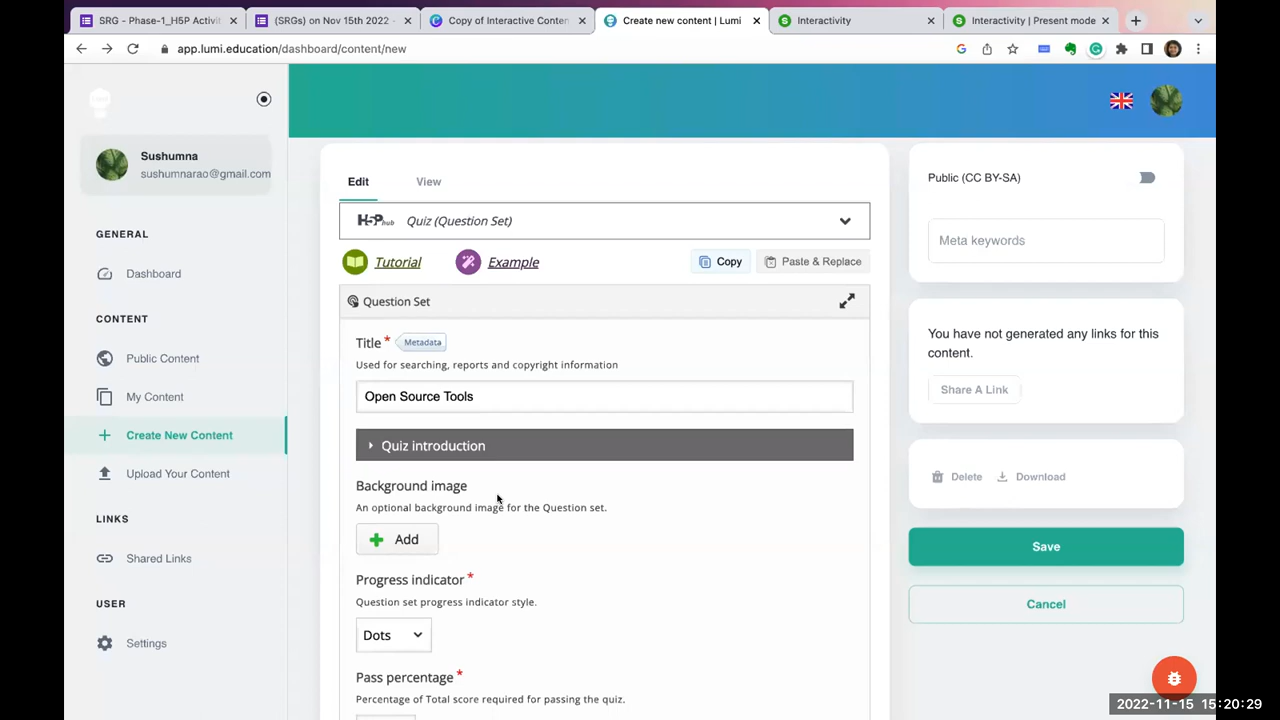 SRG - Phase-1_H5P Activit
(SRGs) on Nov 15th 2022 -
Copy of Interactive Conten
Create new content | Lumi
Interactivity
Interactivity | Present mode
app.lumi.education/dashboard/content/new
Sushumna
sushumnarao@gmail.com
GENERAL
Dashboard
CONTENT
Public Content
My Content
Create New Content
Upload Your Content
LINKS
Shared Links
USER
Settings
Edit View
H5P hub Quiz (Question Set)
Tutorial Example Copy Paste & Replace
Question Set
Title * Metadata
Used for searching, reports and copyright information
Open Source Tools
Quiz introduction
Background image
An optional background image for the Question set.
Add
Progress indicator *
Question set progress indicator style.
Dots
Pass percentage *
Percentage of Total score required for passing the quiz.
Public (CC BY-SA)
Meta keywords
You have not generated any links for this
content.
Share A Link
Delete Download
Save
Cancel
2022-11-15 15:20:29